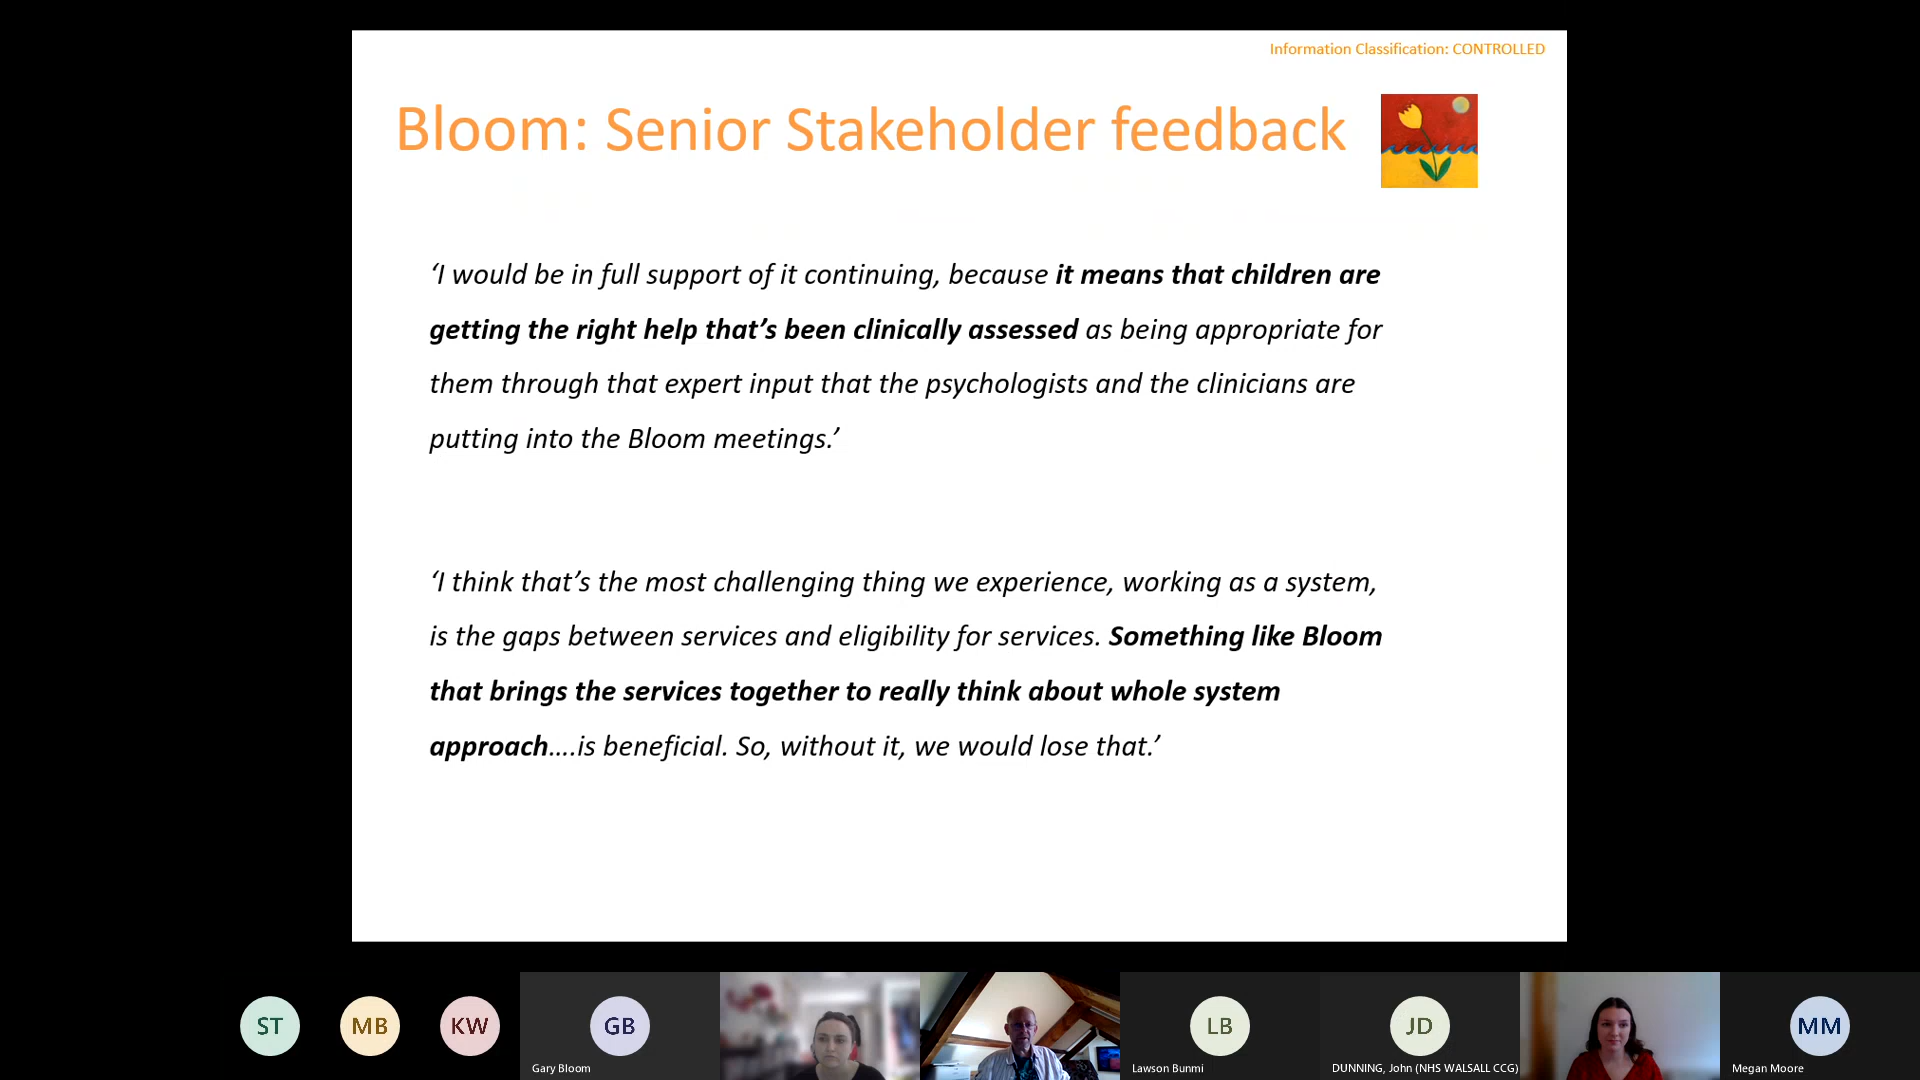 Information Classification: CONTROLLED
Bloom: Senior Stakeholder feedback
‘I would be in full support of it continuing, because it means that children are
getting the right help that’s been clinically assessed as being appropriate for
them through that expert input that the psychologists and the clinicians are
putting into the Bloom meetings.’
‘I think that’s the most challenging thing we experience, working as a system,
is the gaps between services and eligibility for services. Something like Bloom
that brings the services together to really think about whole system
approach….is beneficial. So, without it, we would lose that.’
ST
MB
KW
GB
LB
JD
MM
Gary Bloom
Lawson Bunmi
DUNNING, John (NHS WALSALL CCG)
Megan Moore